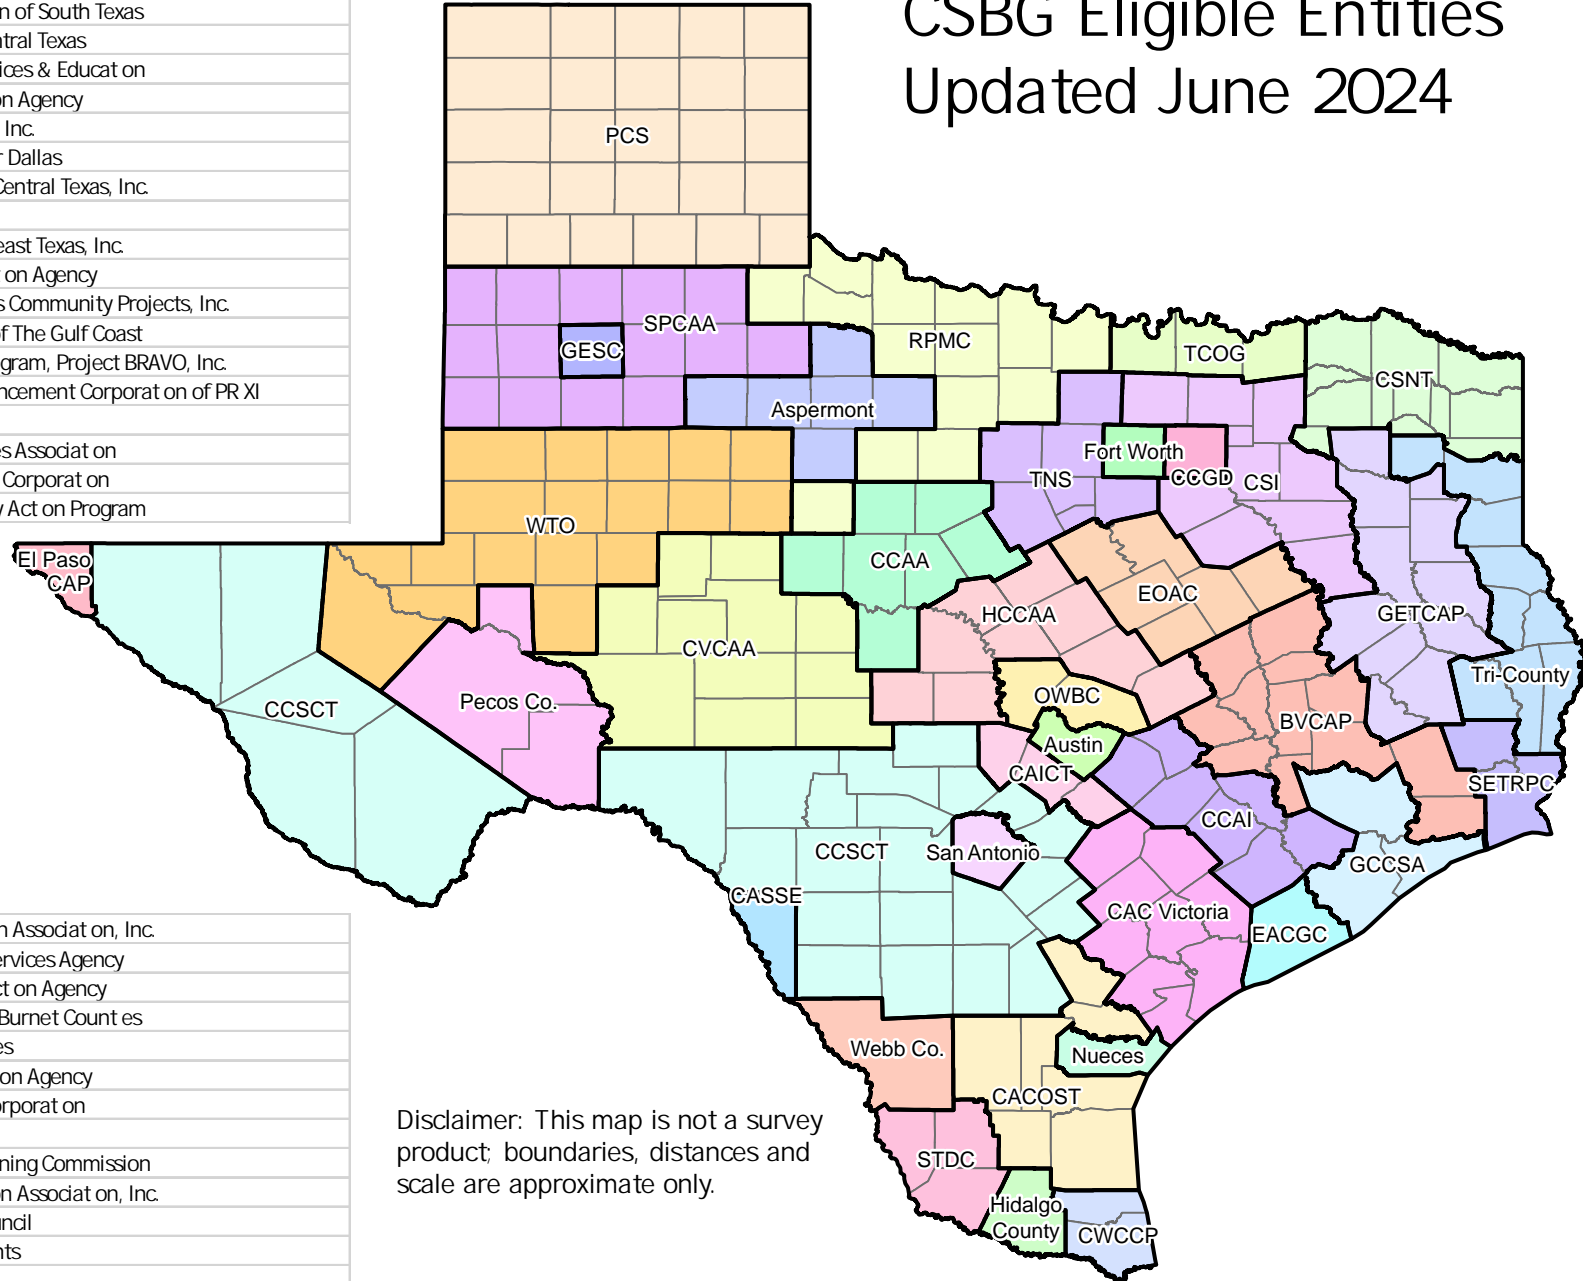 n of South Texas
ntral Texas
ices & Educat on
on Agency
Inc.
r Dallas
Central Texas, Inc.
east Texas, Inc.
on Agency
s Community Projects, Inc.
of The Gulf Coast
gram, Project BRAVO, Inc.
ncement Corporat on of PR XI
es Associat on
Corporat on
y Act on Program
CSBG Eligible Entities
Updated June 2024
PCS
SPCAA
GESC
RPMC
TCOG
CSNT
Aspermont
Fort Worth
TNS
CCGD
CSI
WTO
El Paso
CAP
CCAA
EOAC
HCCAA
GETCAP
CVCAA
Tri-County
OWBC
Pecos Co.
CCSCT
BVCAP
Austin
CAICT
SETRPC
CCAI
CCSCT
San Antonio
GCCSA
CASSE
CAC Victoria
EACGC
Webb Co.
Nueces
CACOST
STDC
Hidalgo
County
CWCCP
n Associat on, Inc.
ervices Agency
ct on Agency
Burnet Count es
es
on Agency
orporat on
ning Commission
on Associat on, Inc.
uncil
nts
Disclaimer: This map is not a survey
product; boundaries, distances and
scale are approximate only.